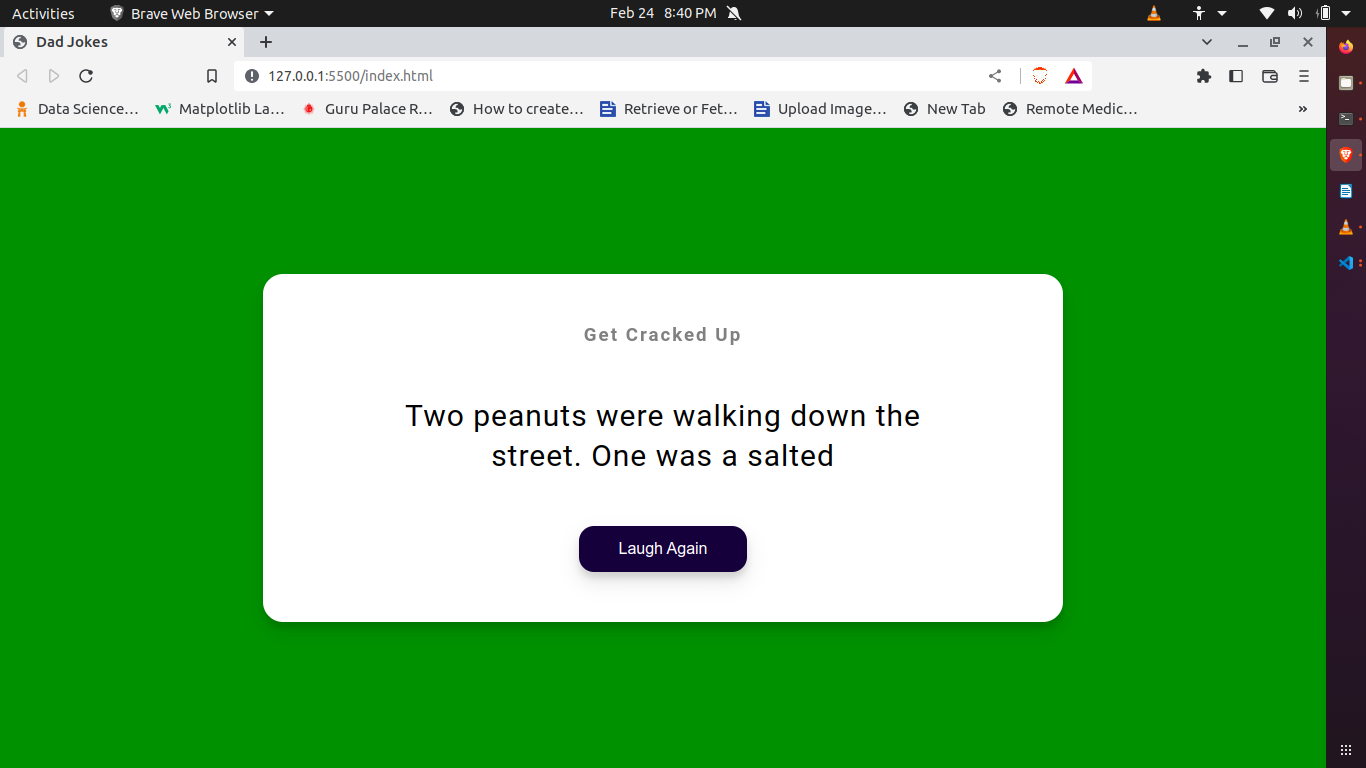 Activities Brave Web Browser Feb 24 8:40 PM
Dad Jokes
127.0.0.1:5500/index.html
Data Science… Matplotlib La… Guru Palace R… How to create… Retrieve or Fet… Upload Image… New Tab Remote Medic… »
Get Cracked Up
Two peanuts were walking down the
street. One was a salted
Laugh Again